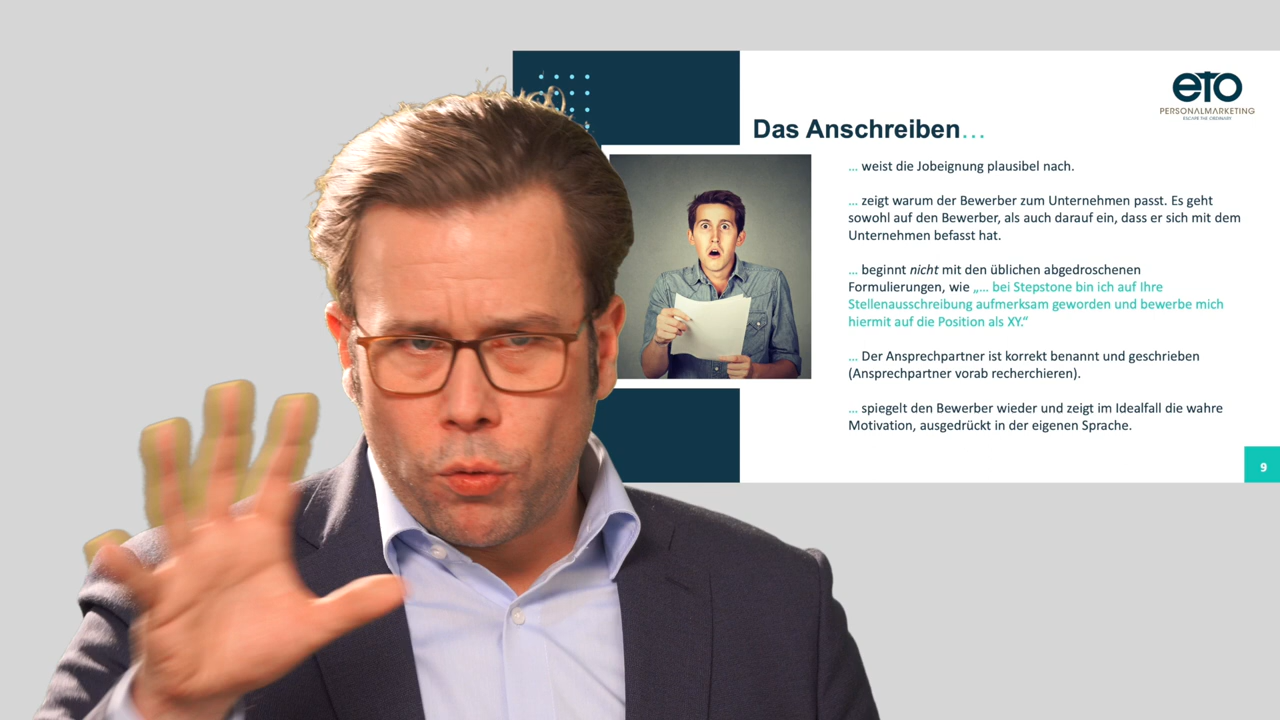 eTO
PERSONALMARKETING
ESCAPE THE ORDINARY
Das Anschreiben...
... weist die Jobeignung plausibel nach.
... zeigt warum der Bewerber zum Unternehmen passt. Es geht
sowohl auf den Bewerber, als auch darauf ein, dass er sich mit dem
Unternehmen befasst hat.
... beginnt nicht mit den üblichen abgedroschenen
Formulierungen, wie „... bei Stepstone bin ich auf Ihre
Stellenausschreibung aufmerksam geworden und bewerbe mich
hiermit auf die Position als XY.“
... Der Ansprechpartner ist korrekt benannt und geschrieben
(Ansprechpartner vorab recherchieren).
... spiegelt den Bewerber wieder und zeigt im Idealfall die wahre
Motivation, ausgedrückt in der eigenen Sprache.
9